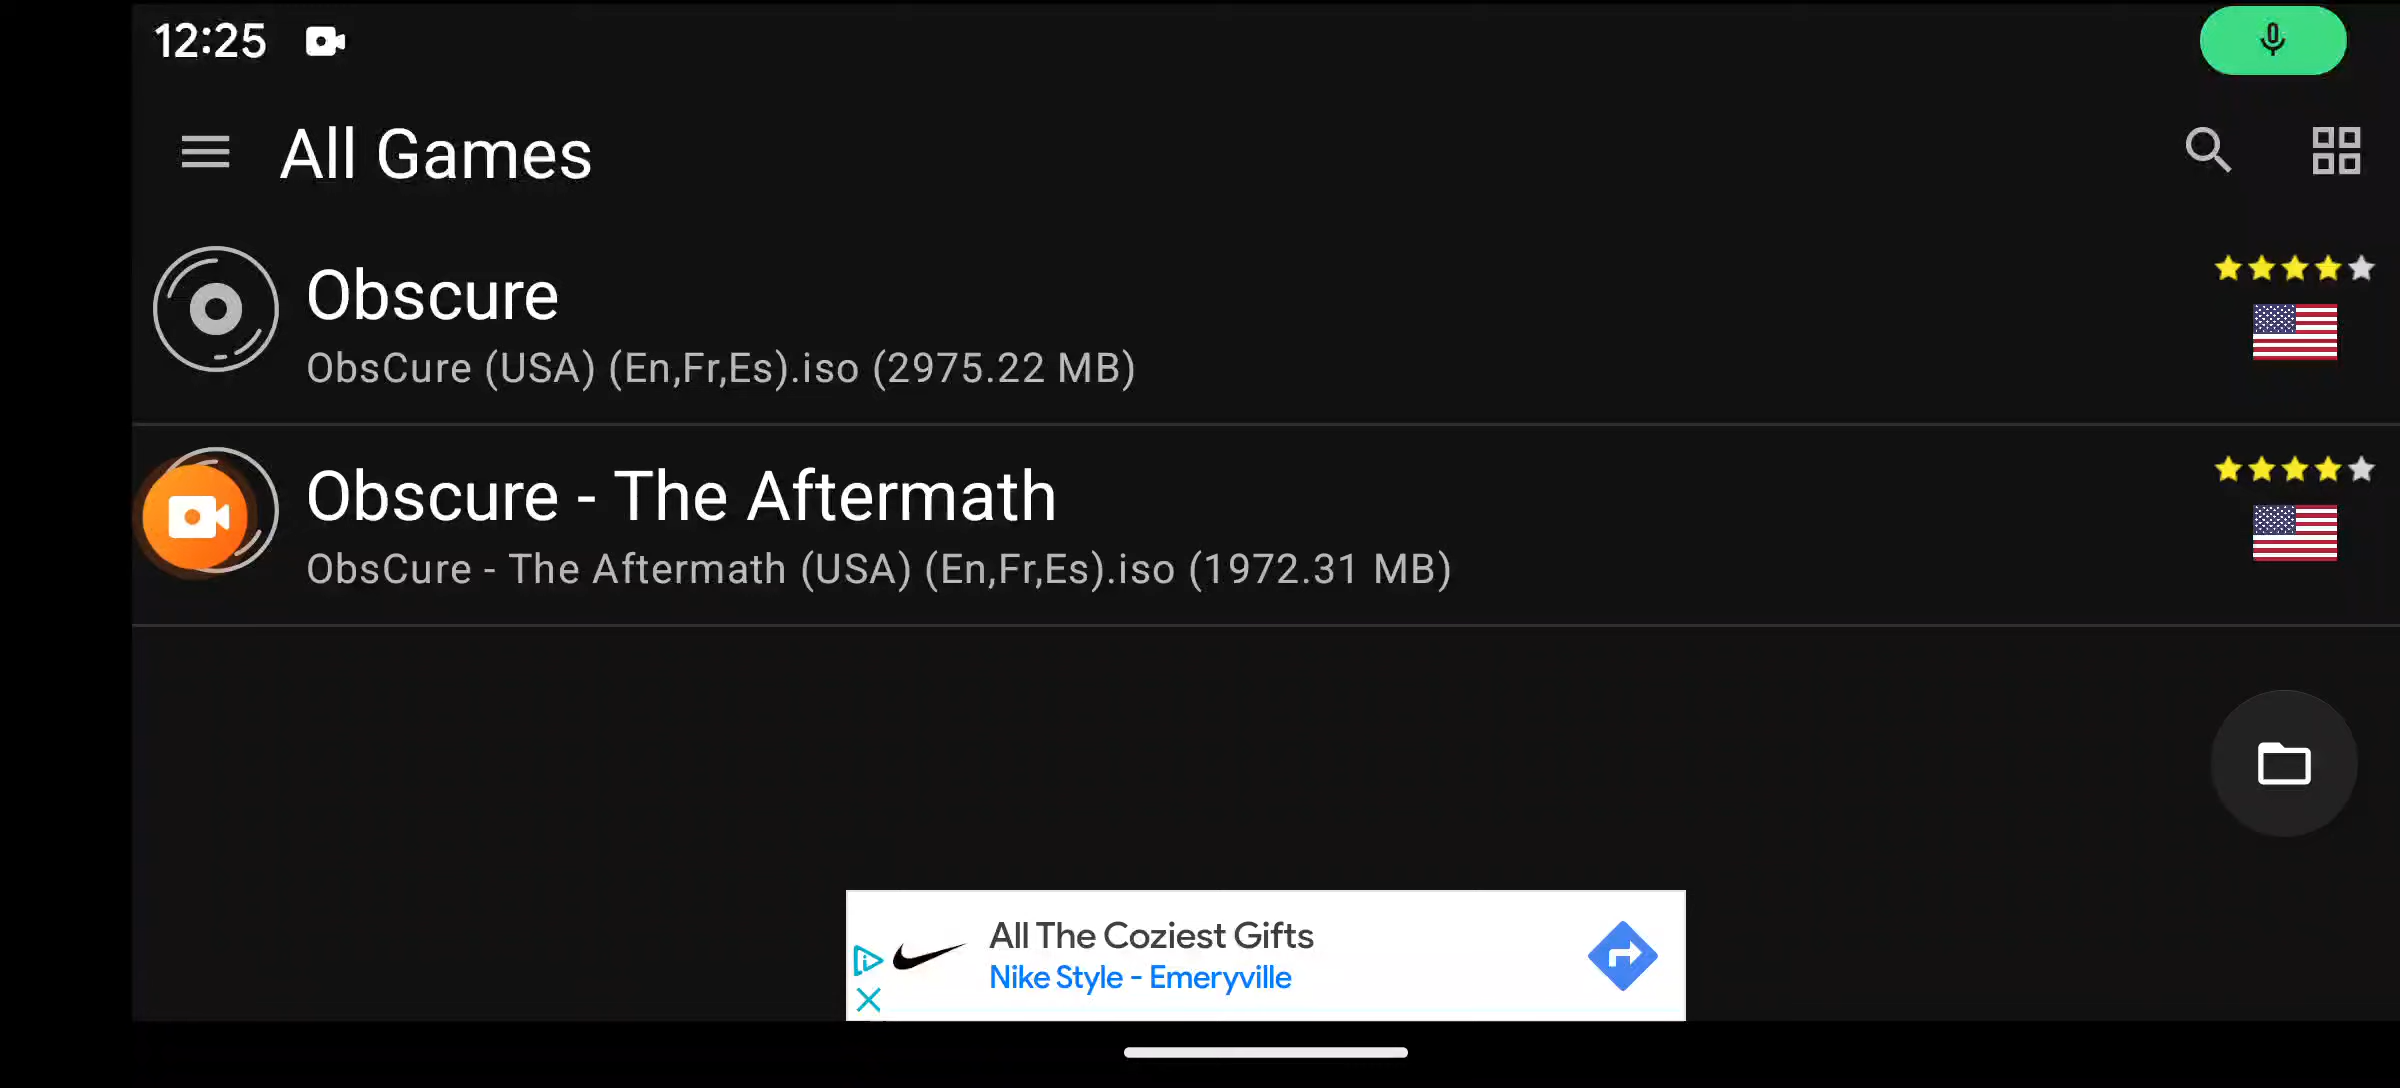 12:25
All Games
Obscure
ObsCure (USA) (En,Fr,Es).iso (2975.22 MB)
Obscure - The Aftermath
ObsCure - The Aftermath (USA) (En,Fr,Es).iso (1972.31 MB)
All The Coziest Gifts
Nike Style - Emeryville